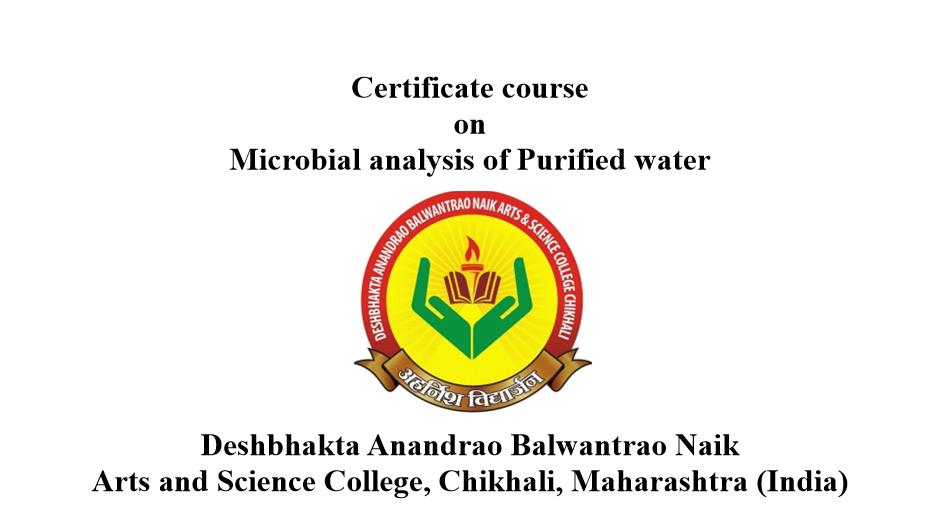 Certificate course
on
Microbial analysis of Purified water
DESHBHAKTA ANANDRAO BALWANTRAO NAIK ARTS & SCIENCE COLLEGE CHIKHALI
अहर्निश विद्यार्जन
Deshbhakta Anandrao Balwantrao Naik
Arts and Science College, Chikhali, Maharashtra (India)